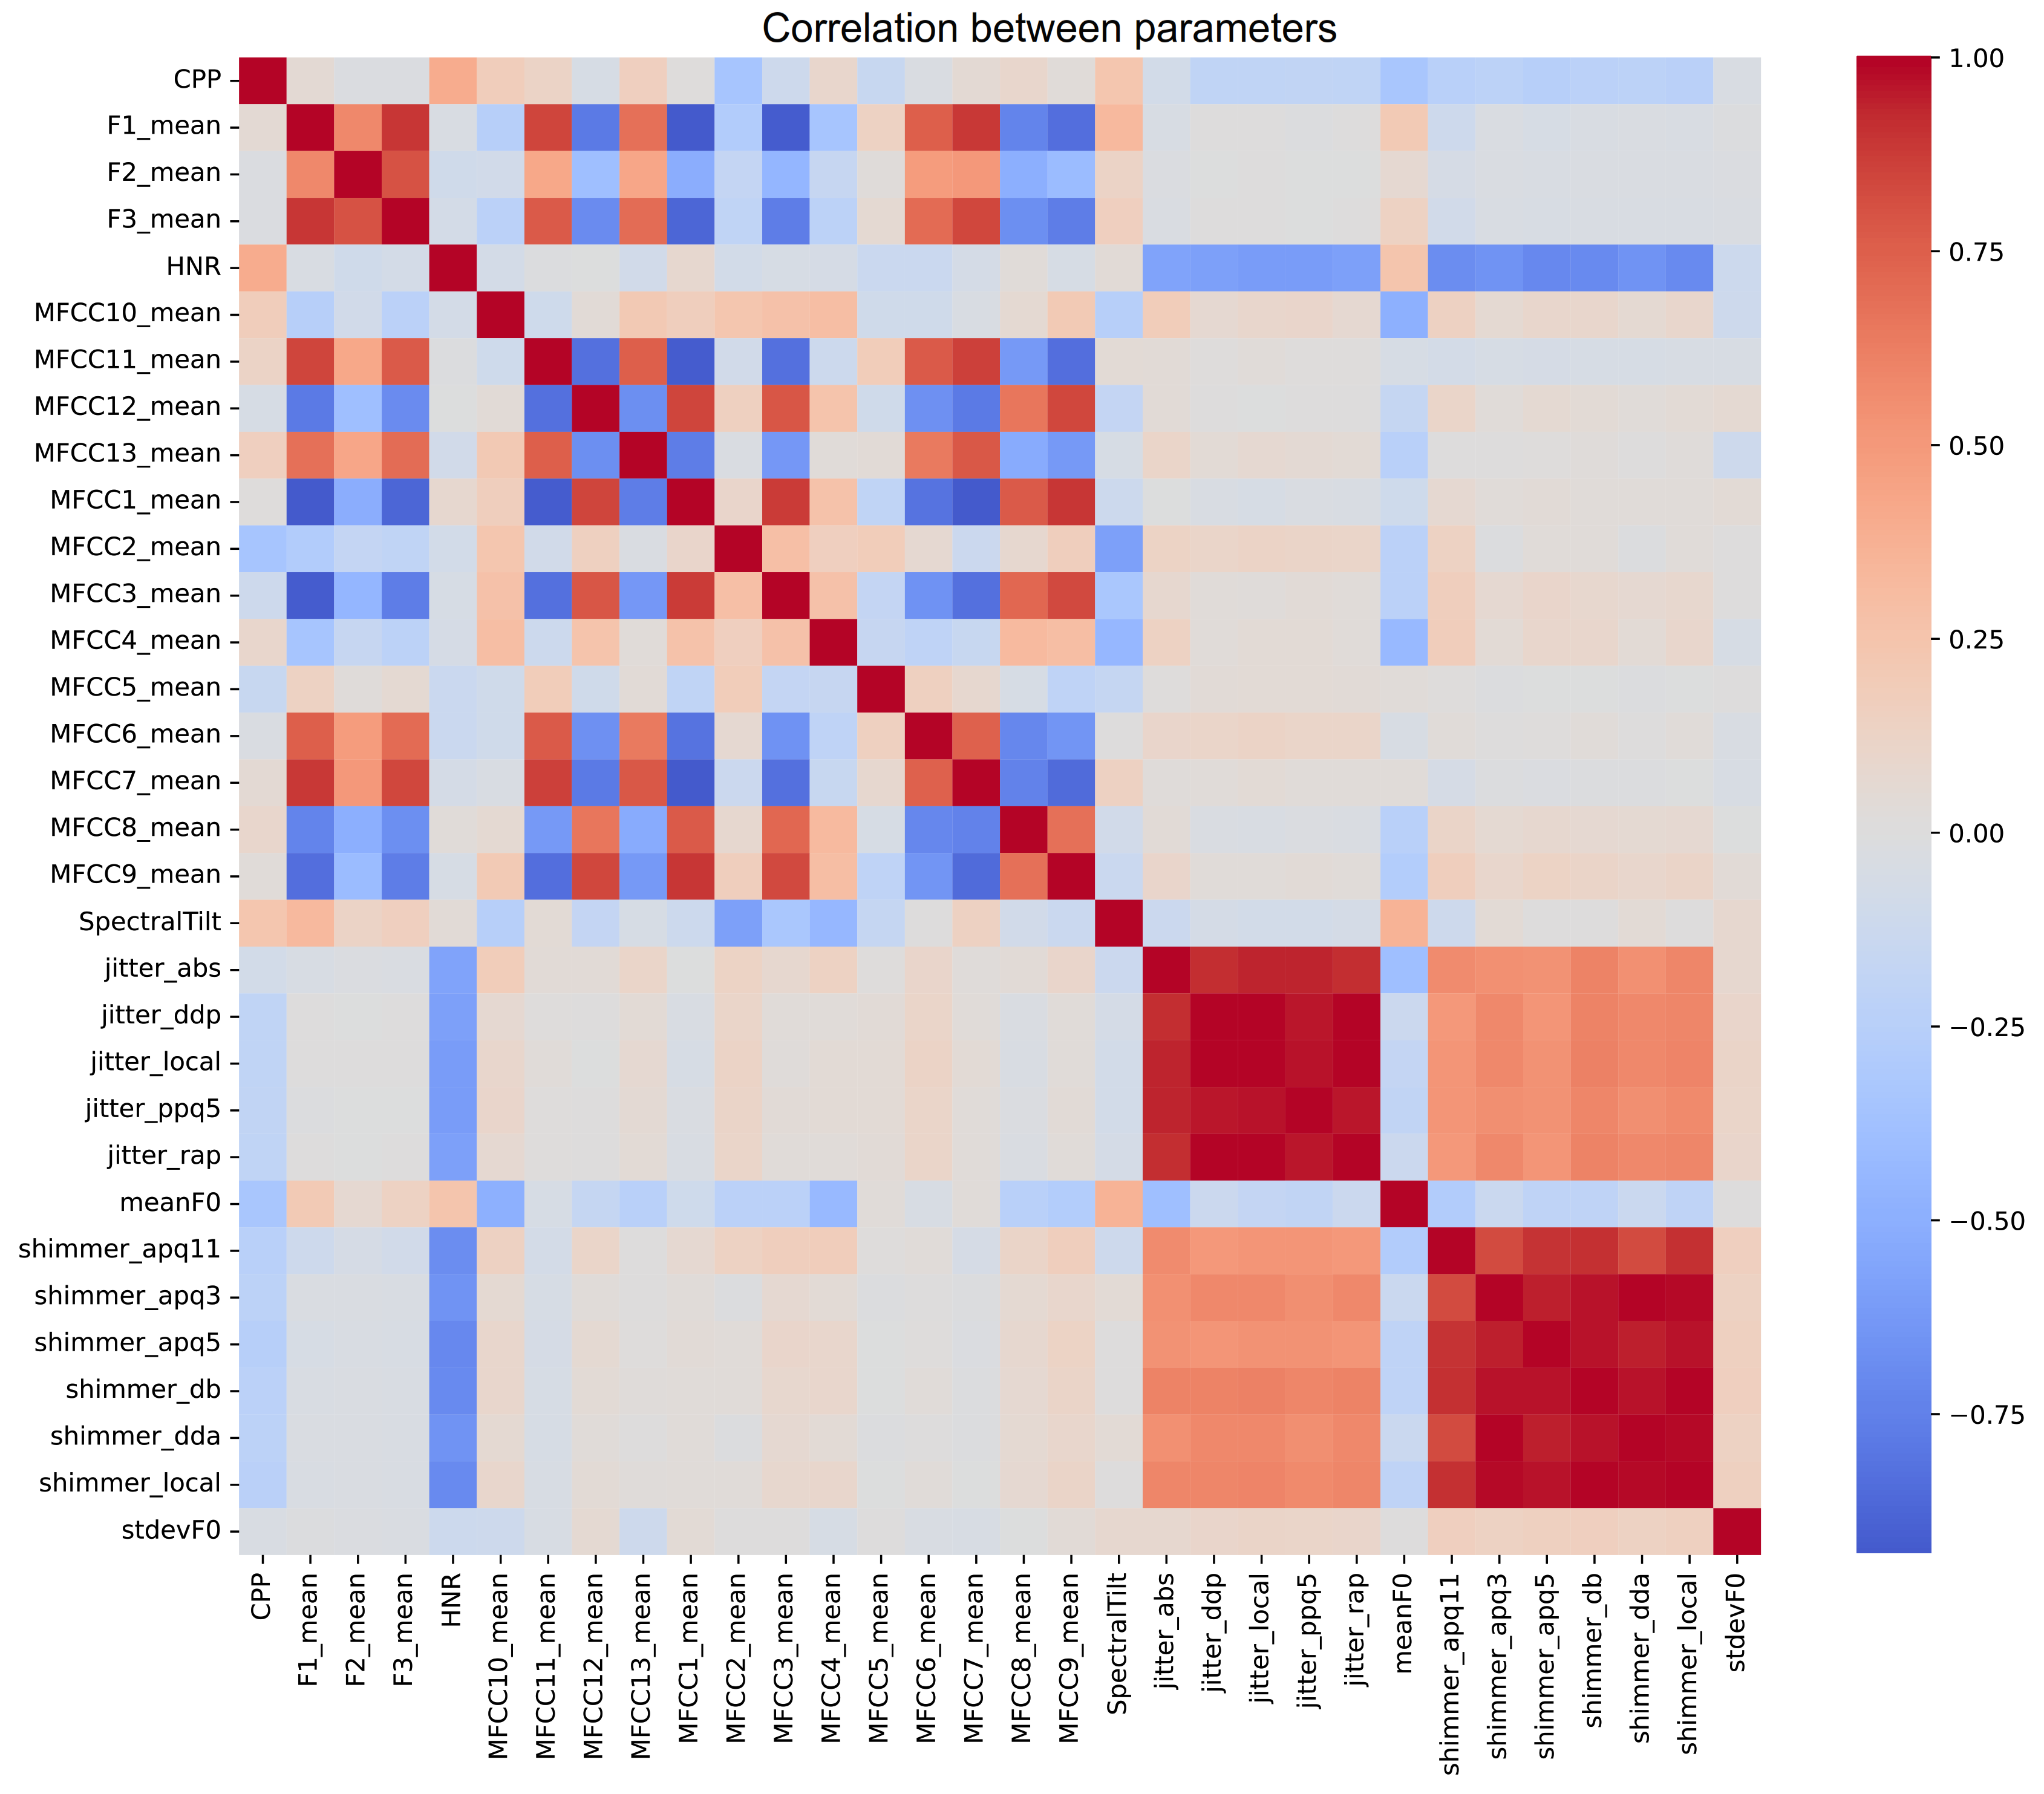 Correlation between parameters
CPP
F1_mean
F2_mean
F3_mean
HNR
MFCC10_mean
MFCC11_mean
MFCC12_mean
MFCC13_mean
MFCC1_mean
MFCC2_mean
MFCC3_mean
MFCC4_mean
MFCC5_mean
MFCC6_mean
MFCC7_mean
MFCC8_mean
MFCC9_mean
SpectralTilt
jitter_abs
jitter_ddp
jitter_local
jitter_ppq5
jitter_rap
meanF0
shimmer_apq11
shimmer_apq3
shimmer_apq5
shimmer_db
shimmer_dda
shimmer_local
stdevF0
CPP
F1_mean
F2_mean
F3_mean
HNR
MFCC10_mean
MFCC11_mean
MFCC12_mean
MFCC13_mean
MFCC1_mean
MFCC2_mean
MFCC3_mean
MFCC4_mean
MFCC5_mean
MFCC6_mean
MFCC7_mean
MFCC8_mean
MFCC9_mean
SpectralTilt
jitter_abs
jitter_ddp
jitter_local
jitter_ppq5
jitter_rap
meanF0
shimmer_apq11
shimmer_apq3
shimmer_apq5
shimmer_db
shimmer_dda
shimmer_local
stdevF0
1.00
0.75
0.50
0.25
0.00
−0.25
−0.50
−0.75